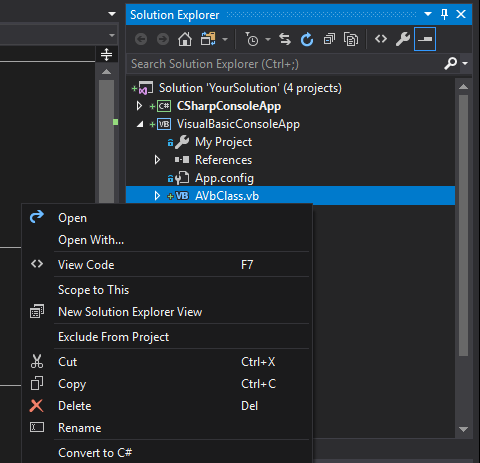 Solution Explorer
Search Solution Explorer (Ctrl+;)
Solution 'YourSolution' (4 projects)
C# CSharpConsoleApp
VB VisualBasicConsoleApp
My Project
References
App.config
VB AVbClass.vb
Open
Open With...
View Code F7
Scope to This
New Solution Explorer View
Exclude From Project
Cut Ctrl+X
Copy Ctrl+C
Delete Del
Rename
Convert to C#